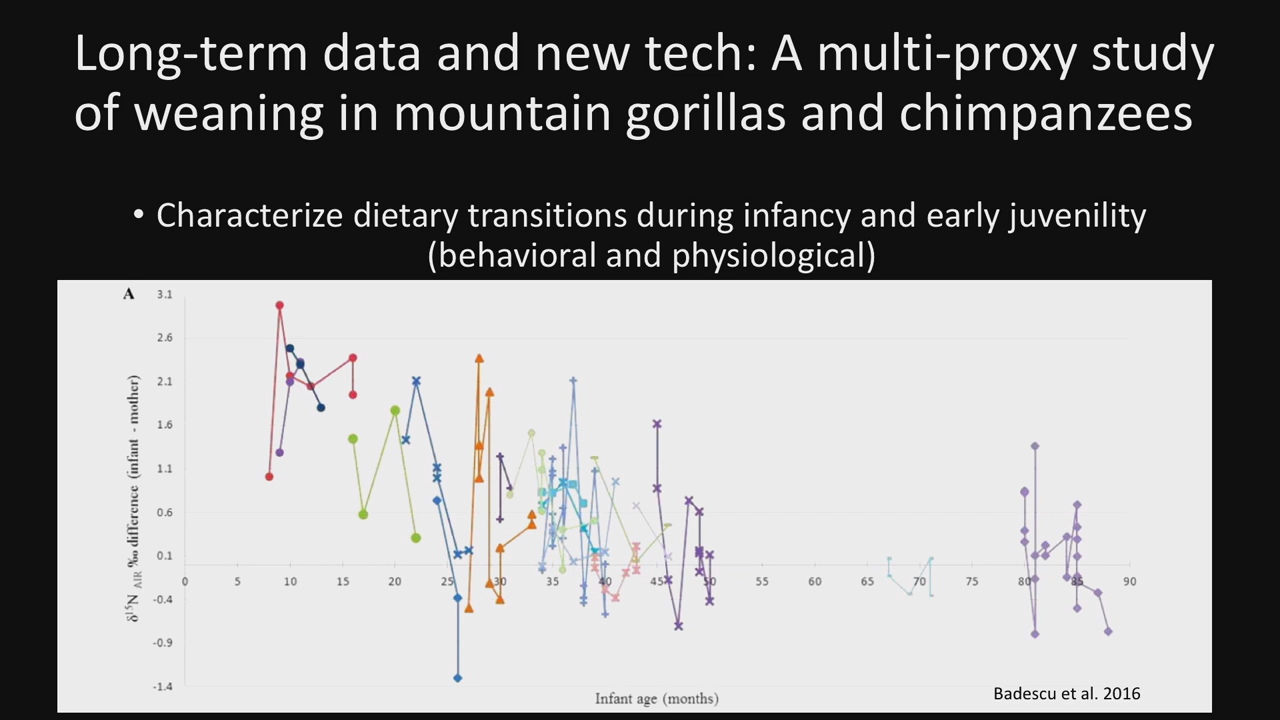 Long-term data and new tech: A multi-proxy study
of weaning in mountain gorillas and chimpanzees
• Characterize dietary transitions during infancy and early juvenility
(behavioral and physiological)
A
δ15N AIR ‰ difference (infant - mother)
3.1
2.6
2.1
1.6
1.1
0.6
0.1
-0.4
-0.9
-1.4
0 5 10 15 20 25 30 35 40 45 50 55 60 65 70 75 80 85 90
Infant age (months)
Badescu et al. 2016